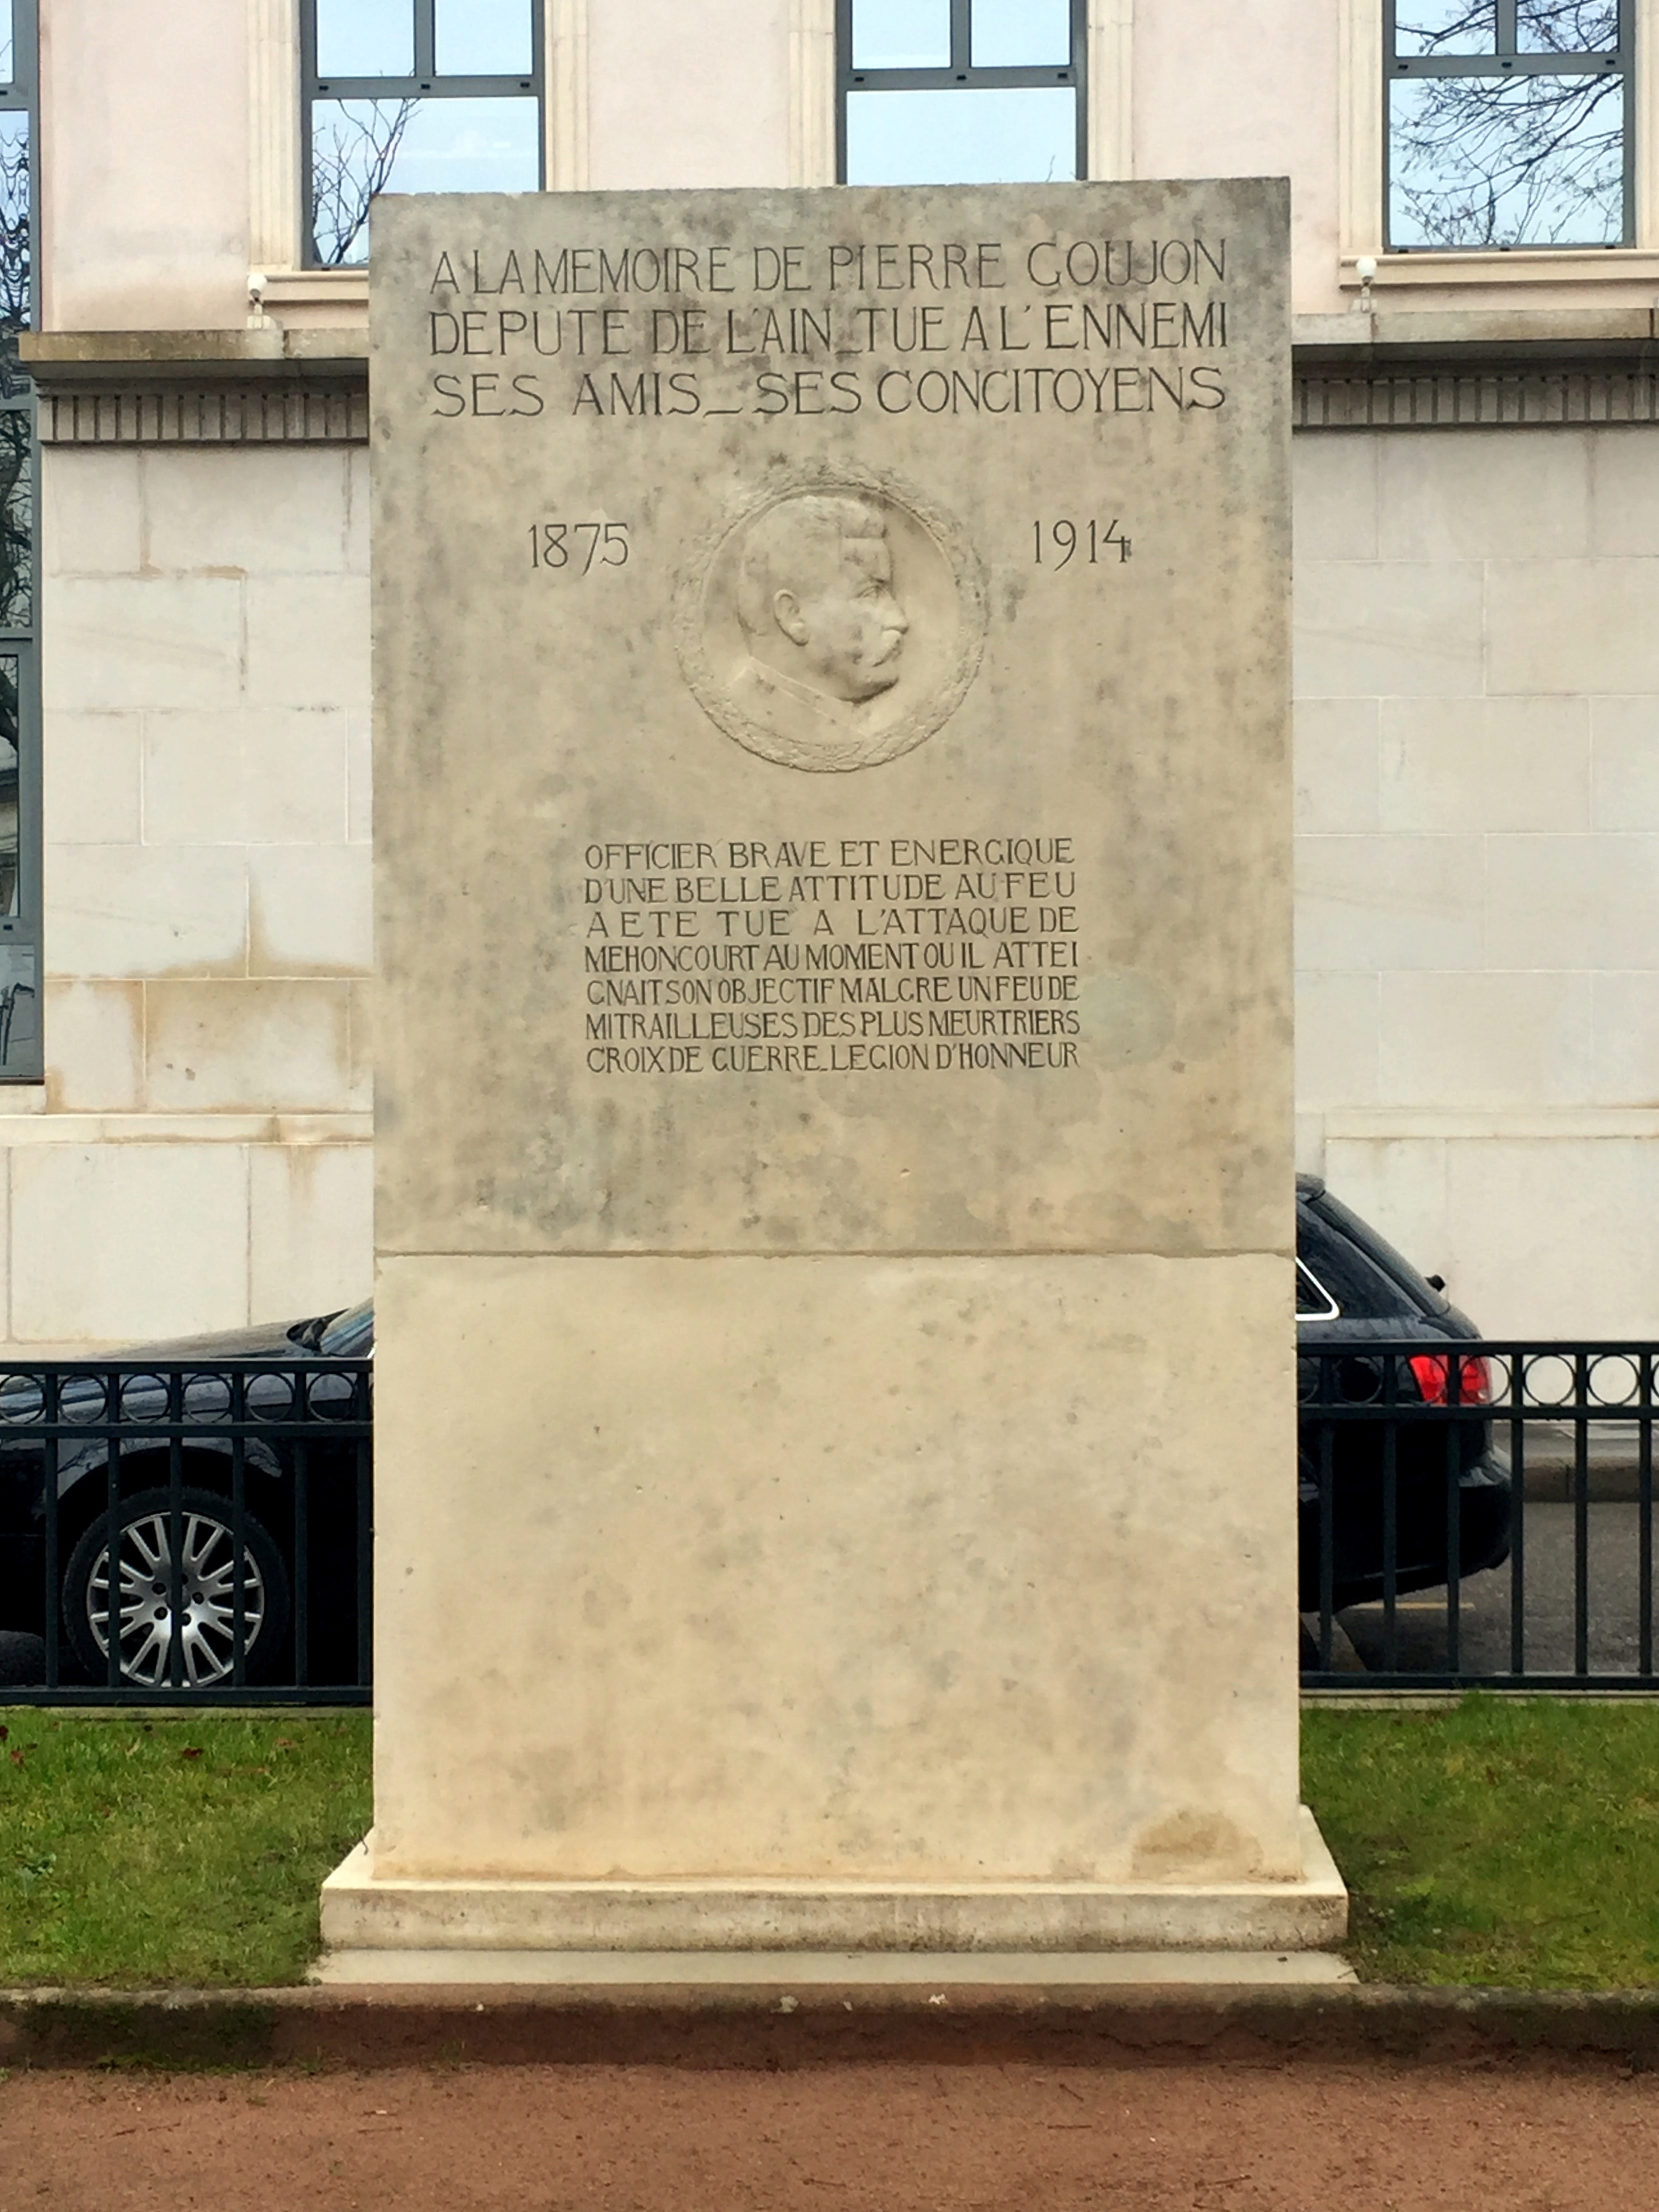 A LA MEMOIRE DE PIERRE GOUJON
DEPUTE DE L'AIN_TUE A L'ENNEMI
SES AMIS_SES CONCITOYENS
1875 1914
OFFICIER BRAVE ET ENERGIQUE
D'UNE BELLE ATTITUDE AU FEU
A ETE TUE A L'ATTAQUE DE
MEHONCOURT AU MOMENT OU IL ATTEI
GNAIT SON OBJECTIF MALGRE UN FEU DE
MITRAILLEUSES DES PLUS MEURTRIERS
CROIX DE GUERRE_LEGION D'HONNEUR